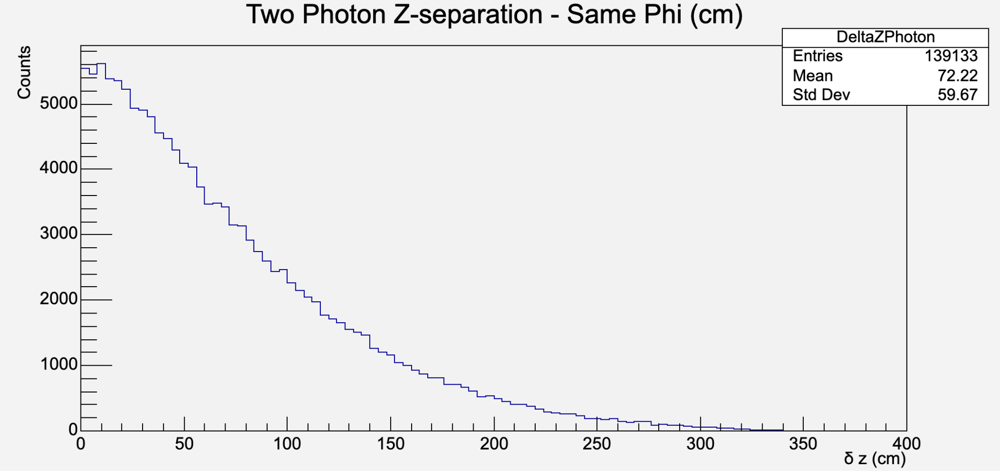 Two Photon Z-separation - Same Phi (cm)
DeltaZPhoton
Entries 139133
Mean 72.22
Std Dev 59.67
Counts
5000
4000
3000
2000
1000
0
0 50 100 150 200 250 300 350 400
δ z (cm)